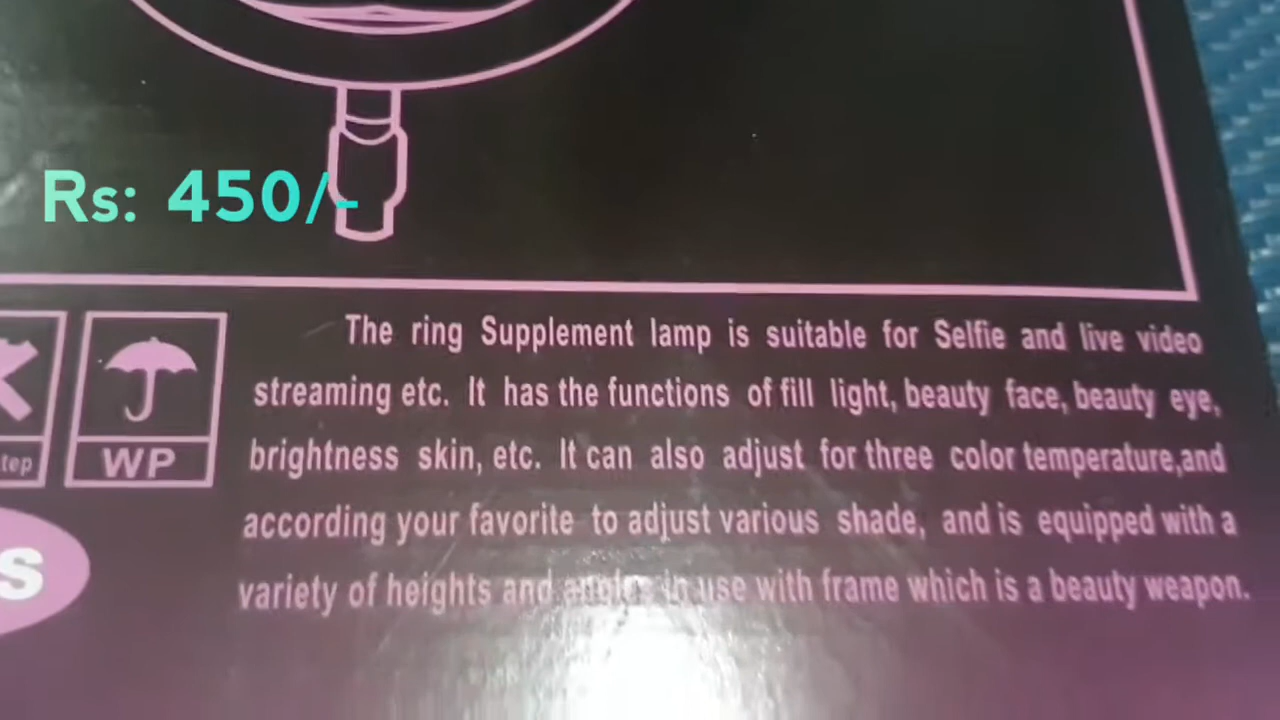 Rs: 450/-
The ring Supplement lamp is suitable for Selfie and live video
streaming etc. It has the functions of fill light, beauty face, beauty eye,
brightness skin, etc. It can also adjust for three color temperature,and
according your favorite to adjust various shade, and is equipped with a
variety of heights and angles in use with frame which is a beauty weapon.
tep
WP
S